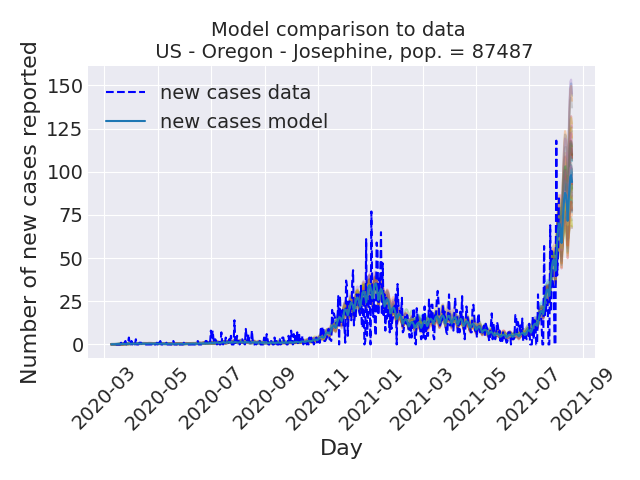 Model comparison to data
US - Oregon - Josephine, pop. = 87487
Number of new cases reported
150
125
100
75
50
25
0
new cases data
new cases model
2020-03
2020-05
2020-07
2020-09
2020-11
2021-01
2021-03
2021-05
2021-07
2021-09
Day